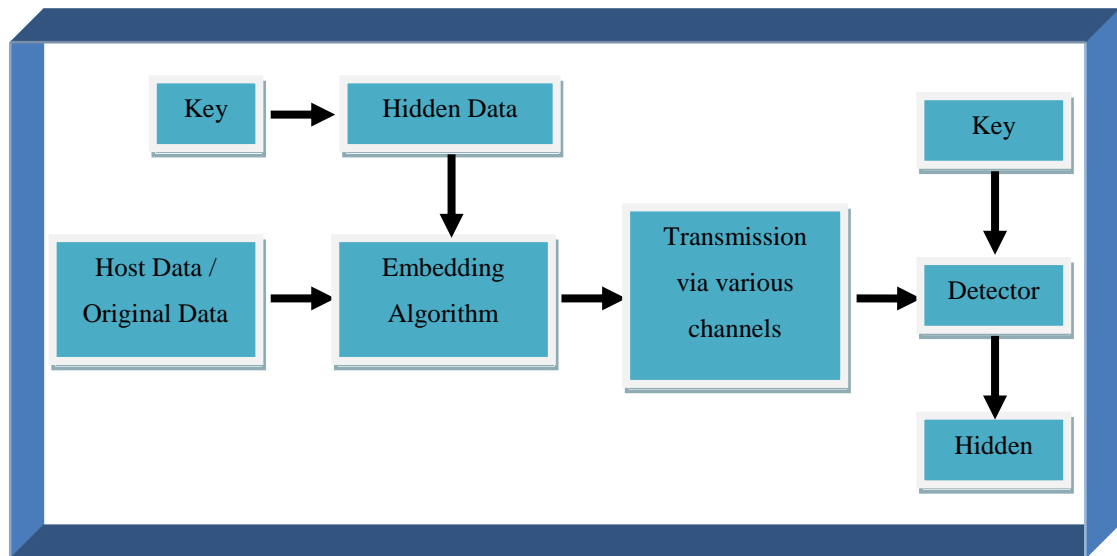 Key
Hidden Data
Key
Host Data /
Original Data
Embedding
Algorithm
Transmission
via various
channels
Detector
Hidden